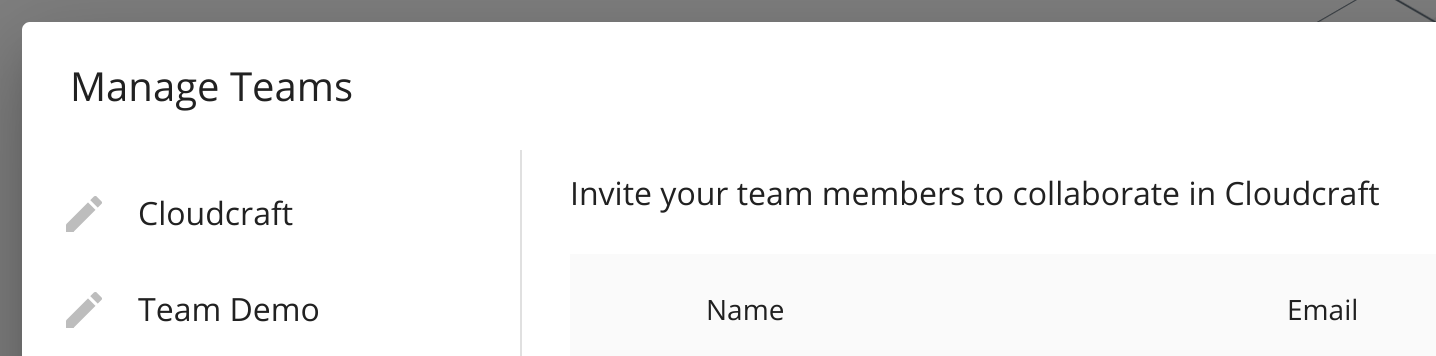 Manage Teams
Cloudcraft
Team Demo
Invite your team members to collaborate in Cloudcraft
Name
Email